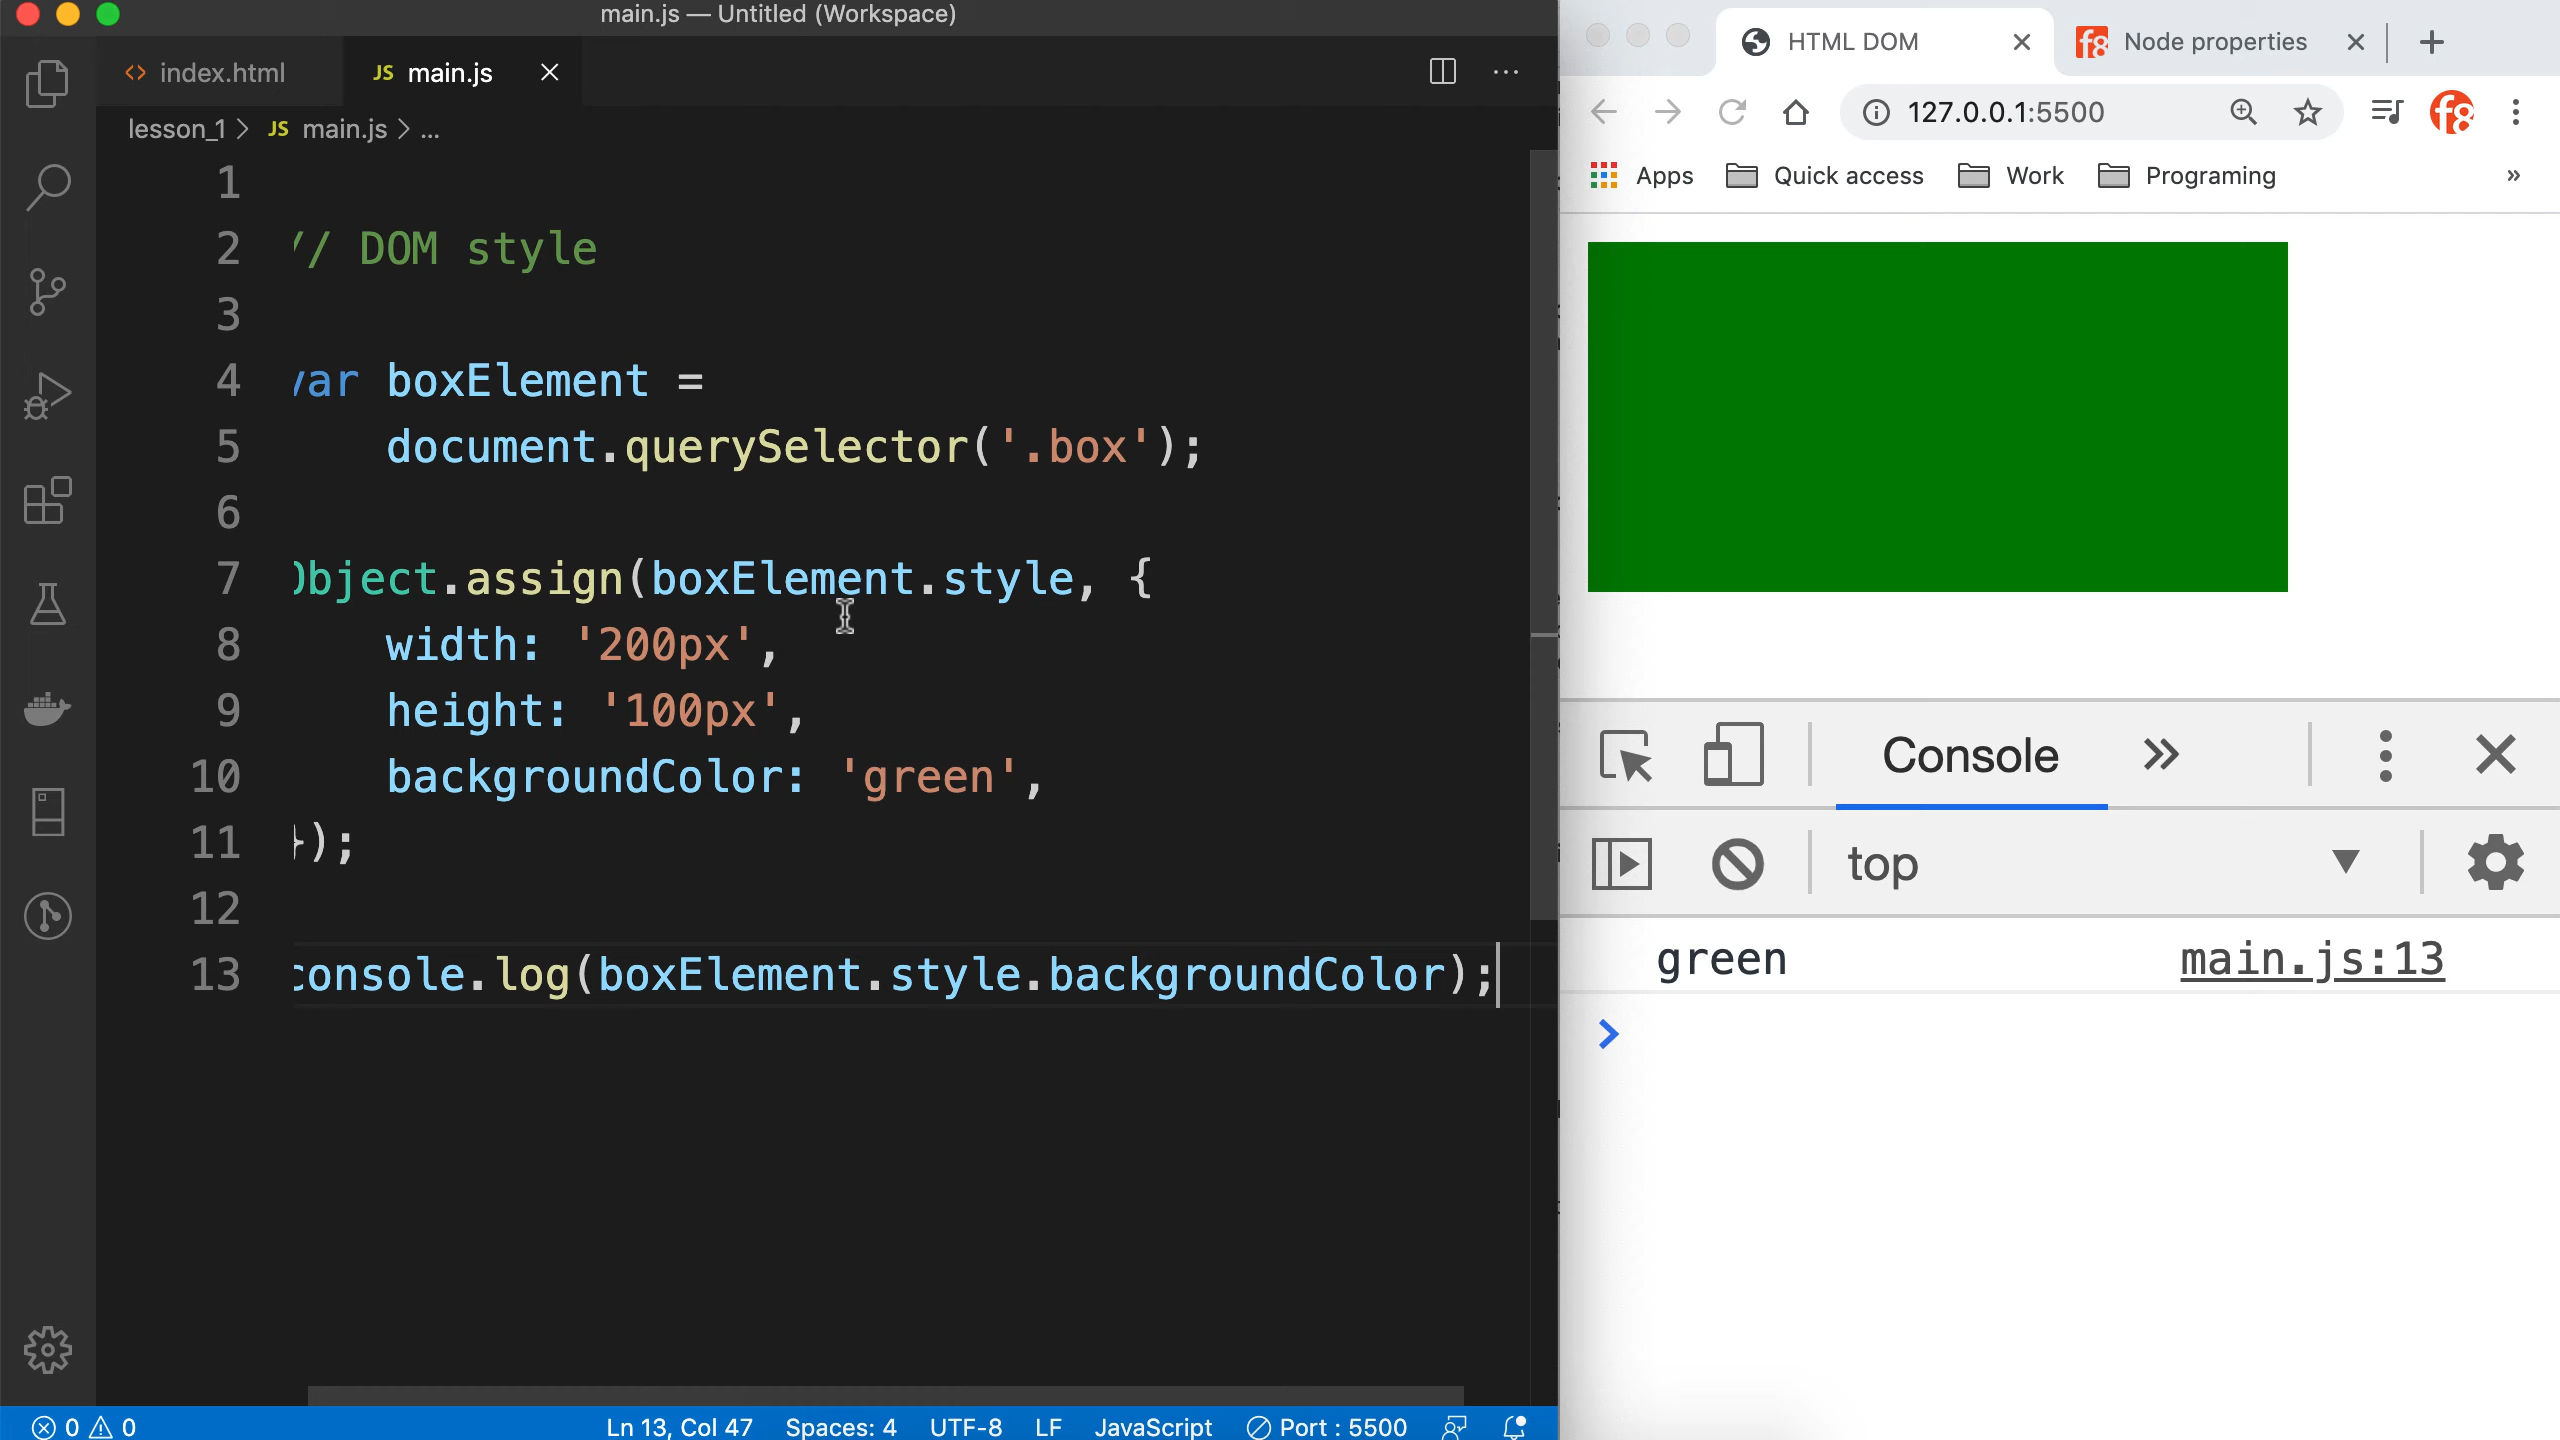 main.js — Untitled (Workspace)
index.html
JS main.js
lesson_1 > JS main.js > ...
1
2 // DOM style
3
4 var boxElement =
5 document.querySelector('.box');
6
7 Object.assign(boxElement.style, {
8 width: '200px',
9 height: '100px',
10 backgroundColor: 'green',
11 });
12
13 console.log(boxElement.style.backgroundColor);
0 0 Ln 13, Col 47 Spaces: 4 UTF-8 LF JavaScript Port : 5500
HTML DOM
f8 Node properties
127.0.0.1:5500
f8
Apps Quick access Work Programing »
Console
top
green main.js:13